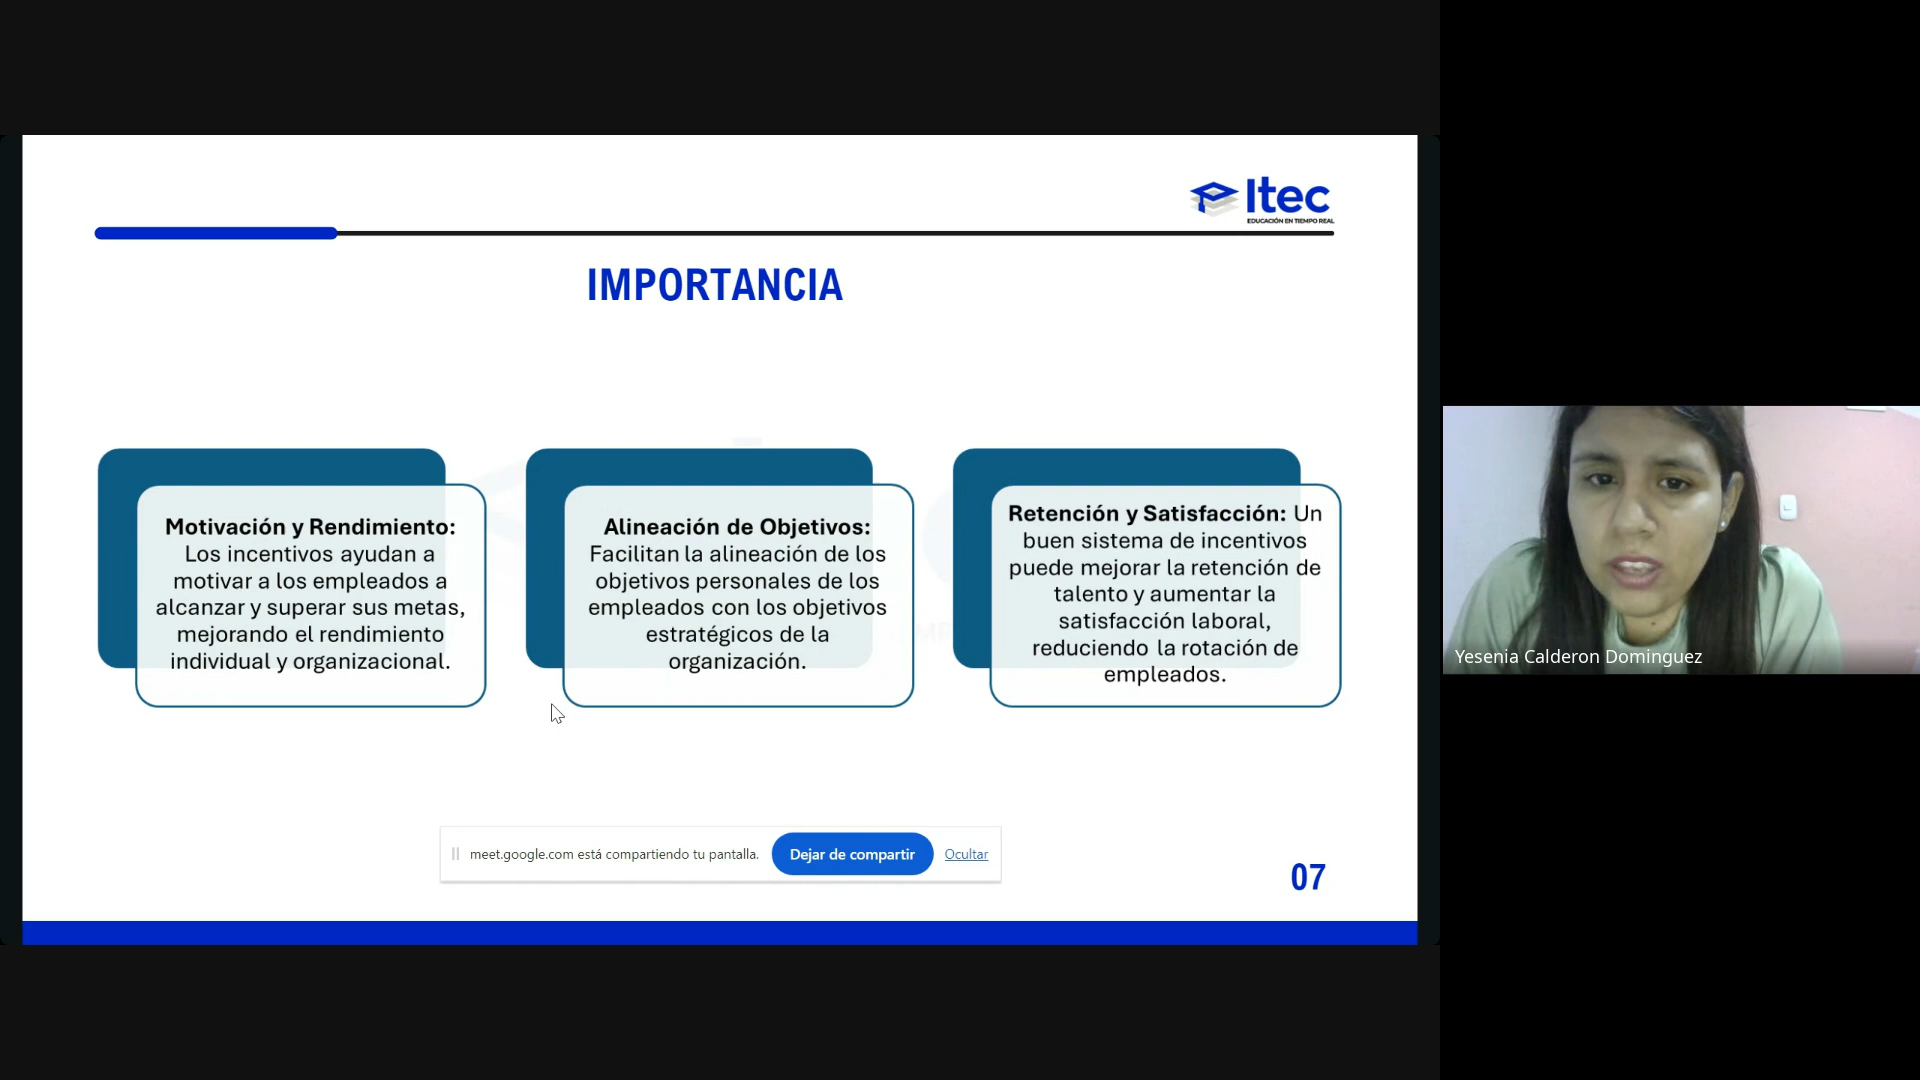 Itec
EDUCACIÓN EN TIEMPO REAL
IMPORTANCIA
Motivación y Rendimiento:
Los incentivos ayudan a
motivar a los empleados a
alcanzar y superar sus metas,
mejorando el rendimiento
individual y organizacional.
Alineación de Objetivos:
Facilitan la alineación de los
objetivos personales de los
empleados con los objetivos
estratégicos de la
organización.
Retención y Satisfacción: Un
buen sistema de incentivos
puede mejorar la retención de
talento y aumentar la
satisfacción laboral,
reduciendo la rotación de
empleados.
Yesenia Calderon Dominguez
meet.google.com está compartiendo tu pantalla.
Dejar de compartir
Ocultar
07